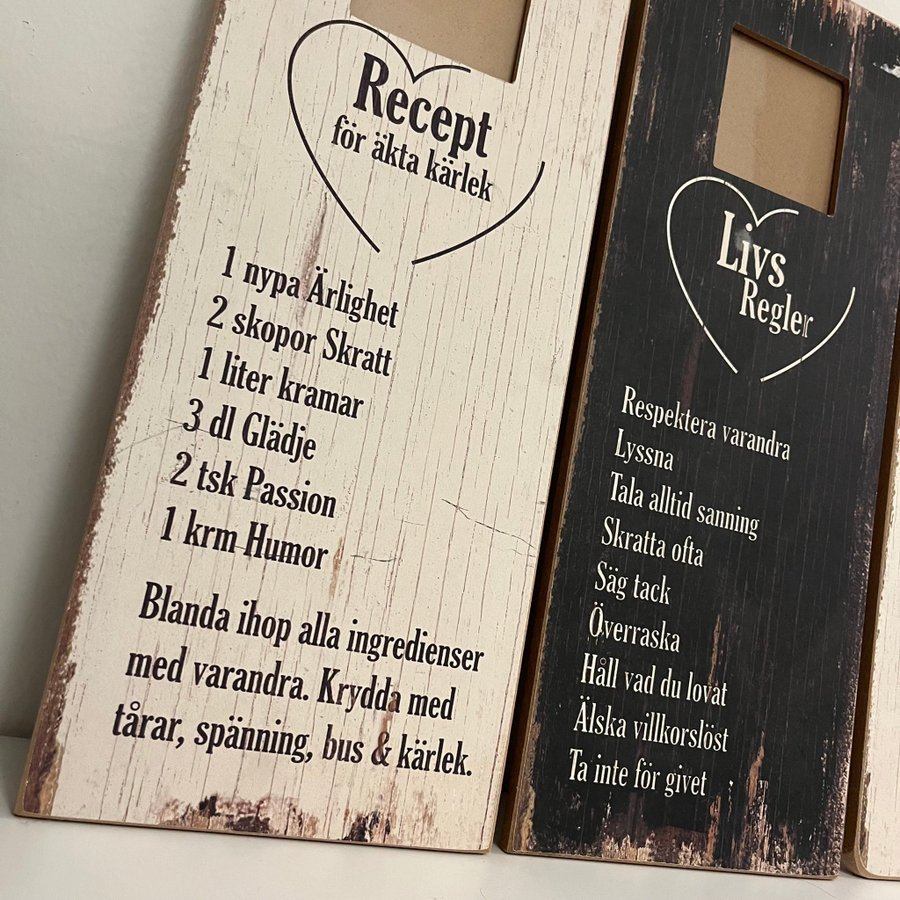 Recept
för äkta kärlek
1 nypa Ärlighet
2 skopor Skratt
1 liter kramar
3 dl Glädje
2 tsk Passion
1 krm Humor
Blanda ihop alla ingredienser
med varandra. Krydda med
tårar, spänning, bus & kärlek.
Livs
Regler
Respektera varandra
Lyssna
Tala alltid sanning
Skratta ofta
Säg tack
Överraska
Håll vad du lovat
Älska villkorslöst
Ta inte för givet